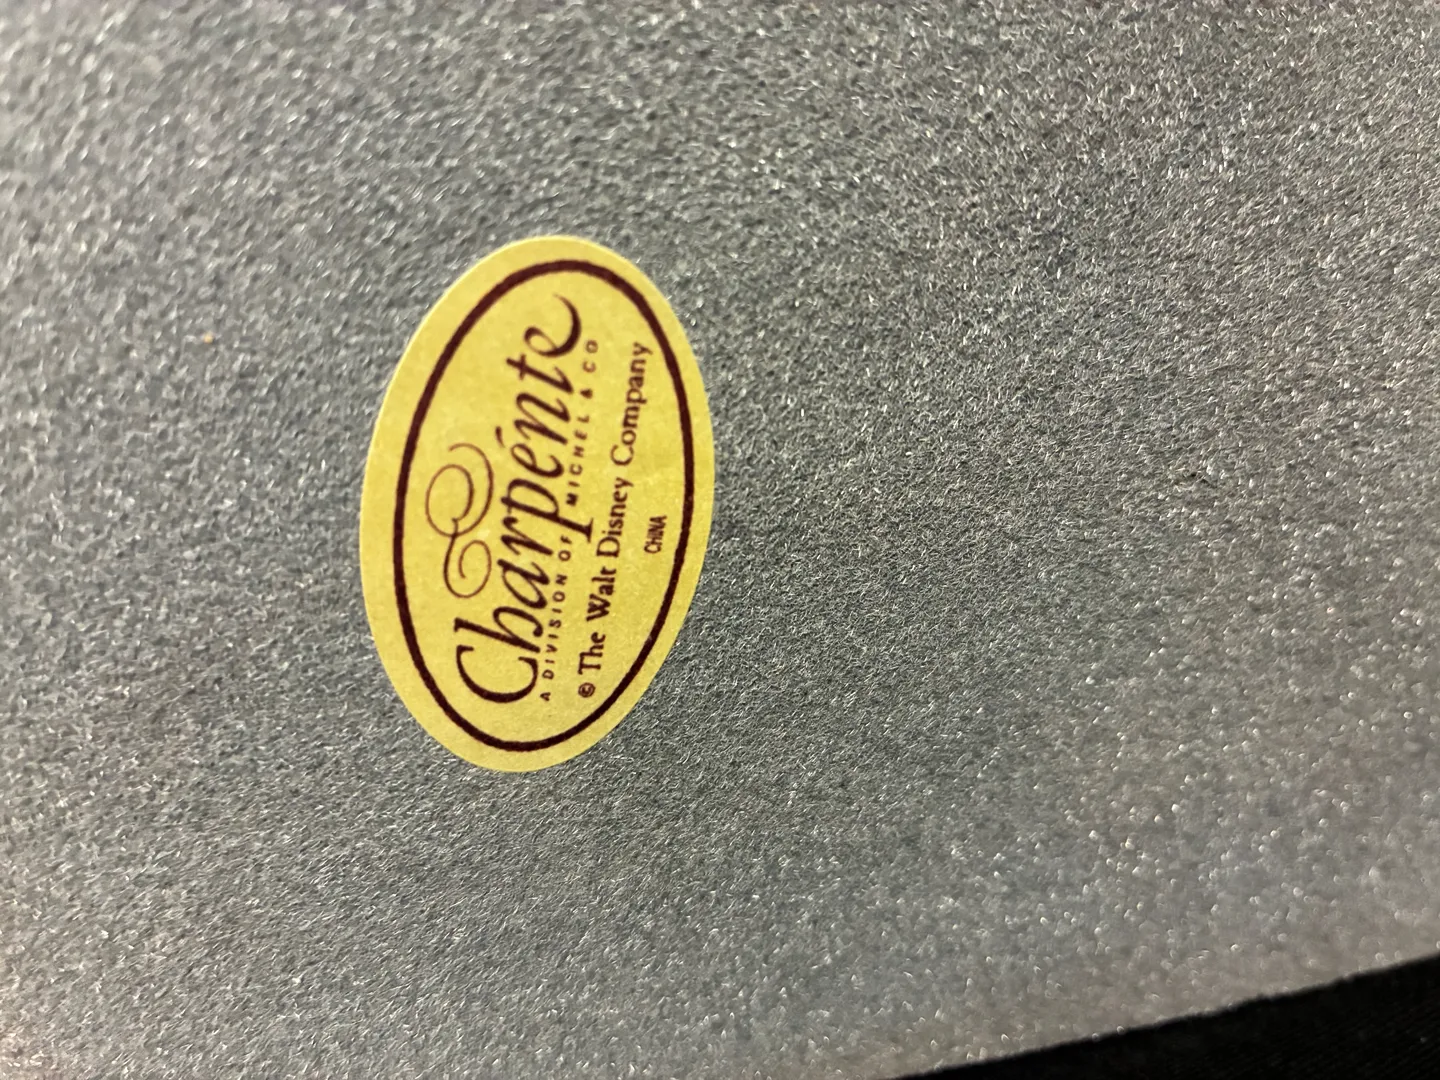 Charpénte
A DIVISION OF MICHEL & CO
© The Walt Disney Company
CHINA